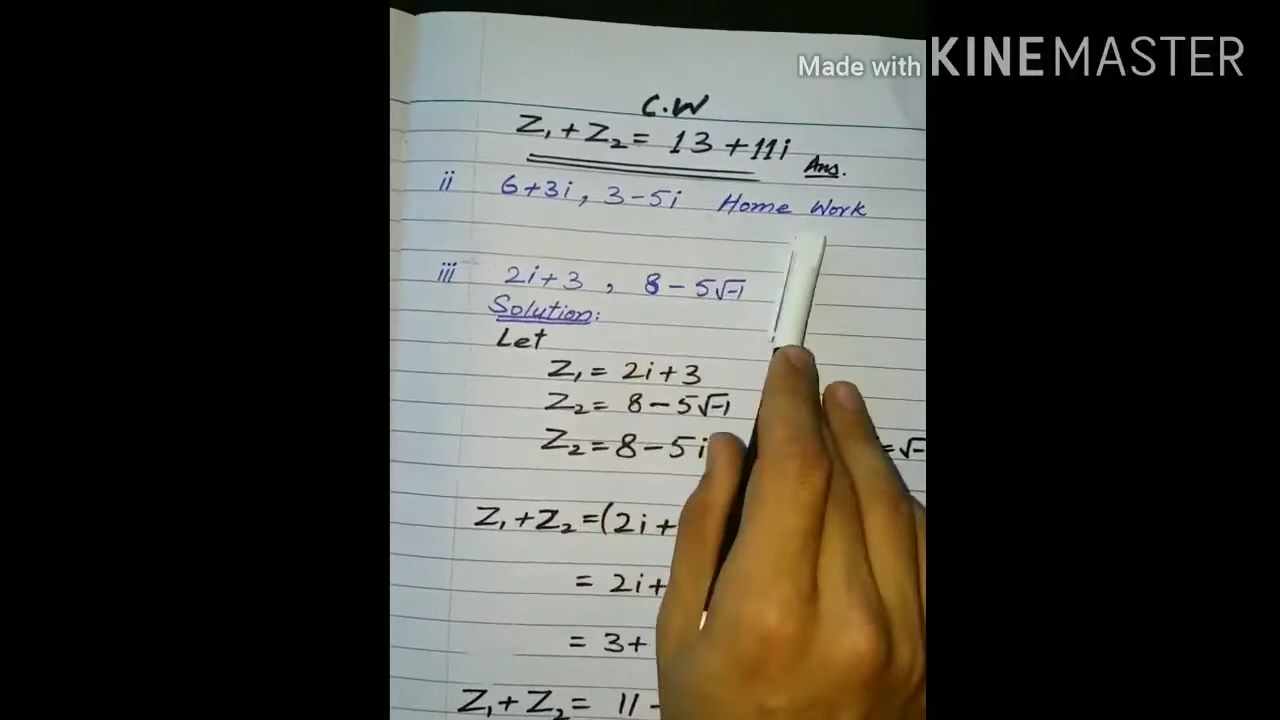 Made with KINEMASTER
C.W
Z₁ + Z₂ = 13 + 11i Ans.
ii 6+3i, 3-5i Home Work
iii 2i+3 , 8-5√-1
Solution:
Let
Z₁ = 2i+3
Z₂ = 8-5√-1
Z₂ = 8-5i =√-
Z₁+Z₂ =(2i+
= 2i+
= 3+
Z₁+Z₂ = 11-